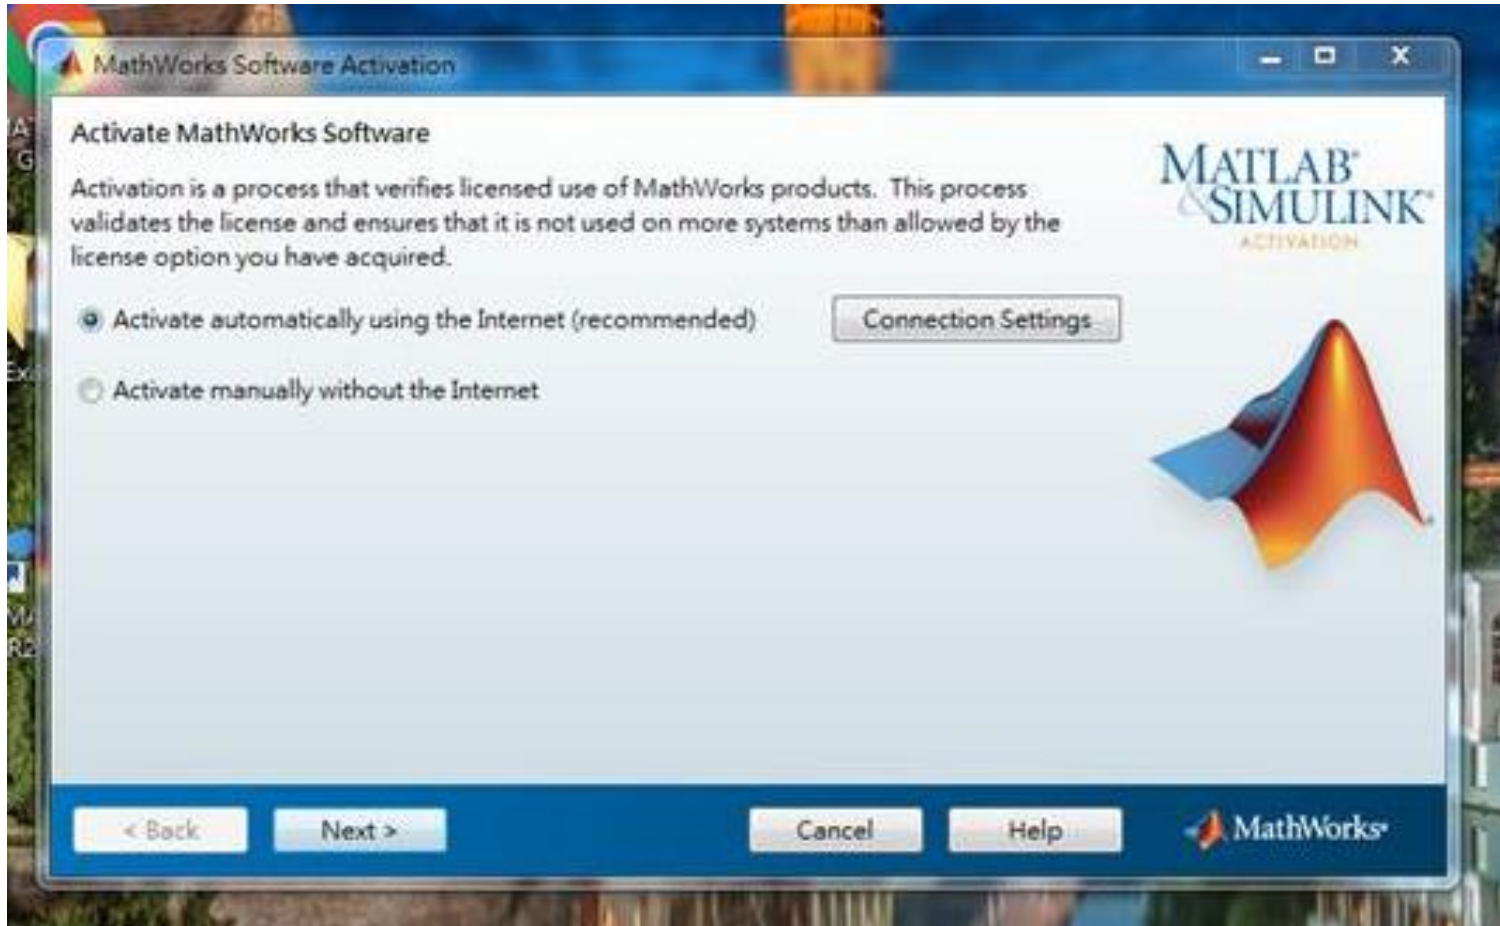 MathWorks Software Activation
Activate MathWorks Software
Activation is a process that verifies licensed use of MathWorks products. This process
validates the license and ensures that it is not used on more systems than allowed by the
license option you have acquired.
MATLAB®
&SIMULINK®
ACTIVATION
Activate automatically using the Internet (recommended)
Connection Settings
Activate manually without the Internet
< Back
Next >
Cancel
Help
MathWorks®
R2